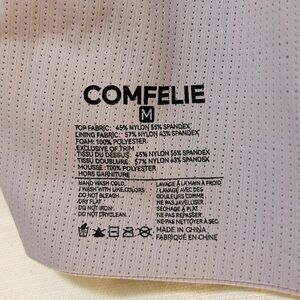 COMFELIE
M
TOP FABRIC: 45% NYLON 55% SPANDEX
LINING FABRIC: 57% NYLON 43% SPANDEX
FOAM: 100% POLYESTER
EXCLUSIVE OF TRIM
TISSU DU DESSUS: 45% NYLON 55% SPANDEX
TISSU DOUBLURE: 57% NYLON 43% SPANDEX
MOUSSE: 100% POLYESTER
HORS GARNITURE
HAND WASH COLD, LAVAGE À LA MAIN À FROID
WASH WITH LIKE COLORS LAVAGE AVEC DES
DO NOT BLEACH COULEURS COMME
DRY FLAT NE PAS JAVELLISER
DO NOT IRON SÉCHAGE À PLAT
DO NOT DRYCLEAN NE PAS REPASSER
NE PAS NETTOYER À SEC
MADE IN CHINA
FABRIQUÉ EN CHINE